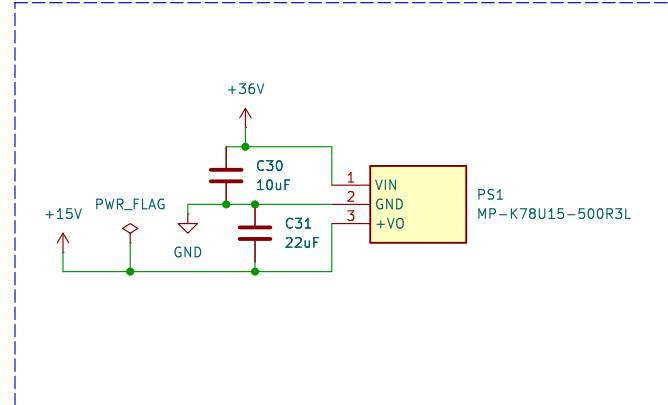 +36V
C30
10uF
1
VIN
PS1
PWR_FLAG
2
GND
MP-K78U15-500R3L
+15V
C31
3
+VO
22uF
GND